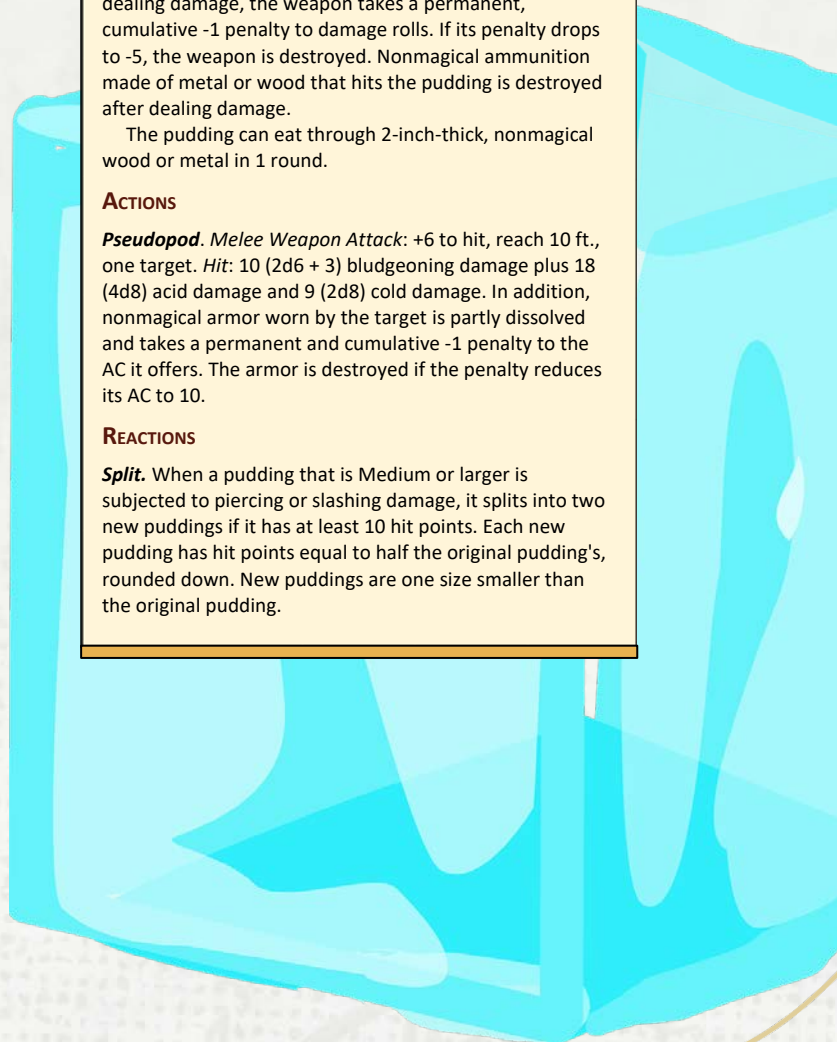 dealing damage, the weapon takes a permanent,
cumulative -1 penalty to damage rolls. If its penalty drops
to -5, the weapon is destroyed. Nonmagical ammunition
made of metal or wood that hits the pudding is destroyed
after dealing damage.
The pudding can eat through 2-inch-thick, nonmagical
wood or metal in 1 round.
ACTIONS
Pseudopod. Melee Weapon Attack: +6 to hit, reach 10 ft.,
one target. Hit: 10 (2d6 + 3) bludgeoning damage plus 18
(4d8) acid damage and 9 (2d8) cold damage. In addition,
nonmagical armor worn by the target is partly dissolved
and takes a permanent and cumulative -1 penalty to the
AC it offers. The armor is destroyed if the penalty reduces
its AC to 10.
REACTIONS
Split. When a pudding that is Medium or larger is
subjected to piercing or slashing damage, it splits into two
new puddings if it has at least 10 hit points. Each new
pudding has hit points equal to half the original pudding's,
rounded down. New puddings are one size smaller than
the original pudding.